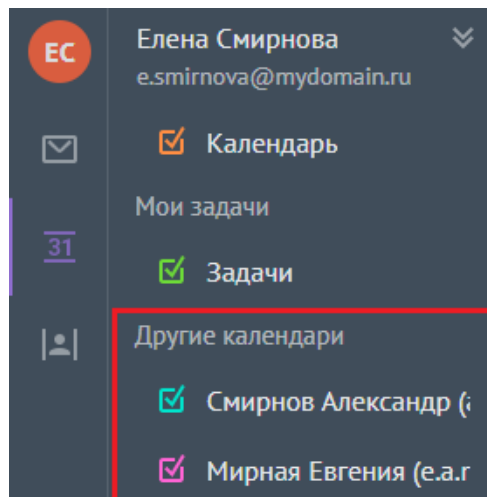 ЕС
Елена Смирнова
e.smirnova@mydomain.ru
Календарь
Мои задачи
31
Задачи
Другие календари
Смирнов Александр (
Мирная Евгения (e.a.